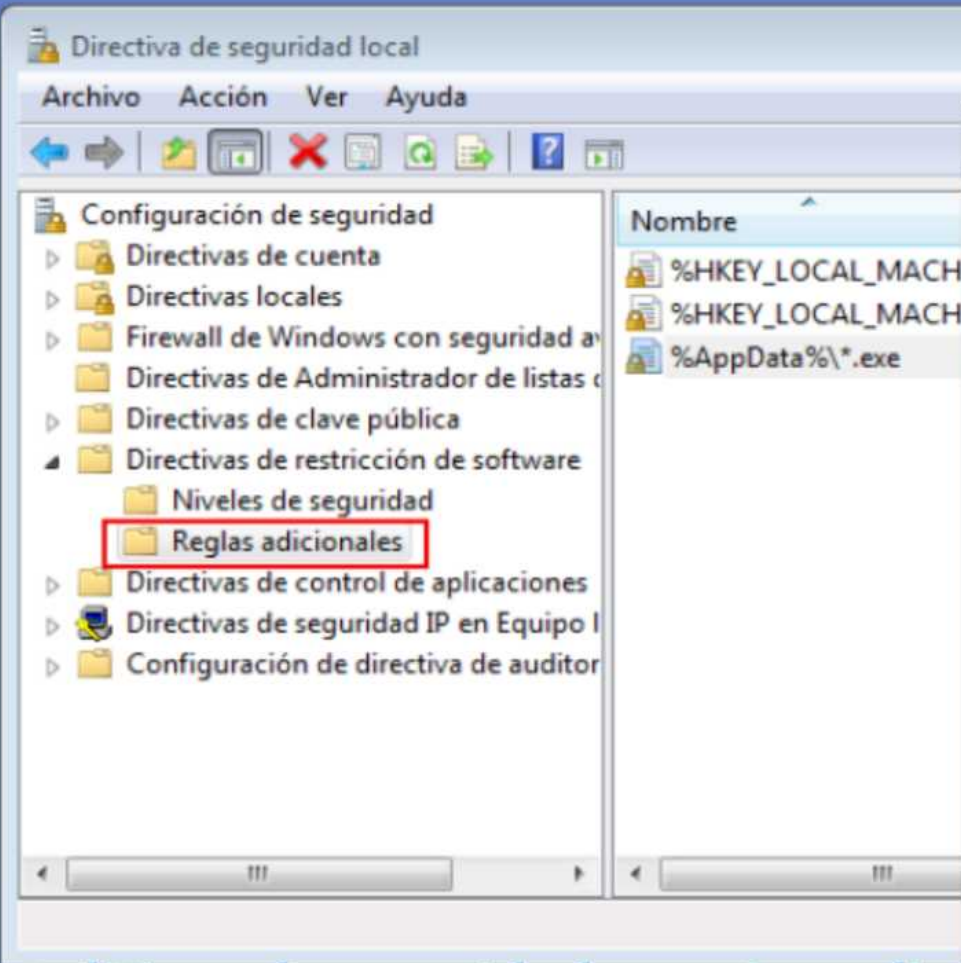 Directiva de seguridad local
Archivo Acción Ver Ayuda
Configuración de seguridad
Directivas de cuenta
Directivas locales
Firewall de Windows con seguridad av
Directivas de Administrador de listas
Directivas de clave pública
Directivas de restricción de software
Niveles de seguridad
Reglas adicionales
Directivas de control de aplicaciones
Directivas de seguridad IP en Equipo l
Configuración de directiva de auditor
Nombre
%HKEY_LOCAL_MACH
%HKEY_LOCAL_MACH
%AppData%\*.exe